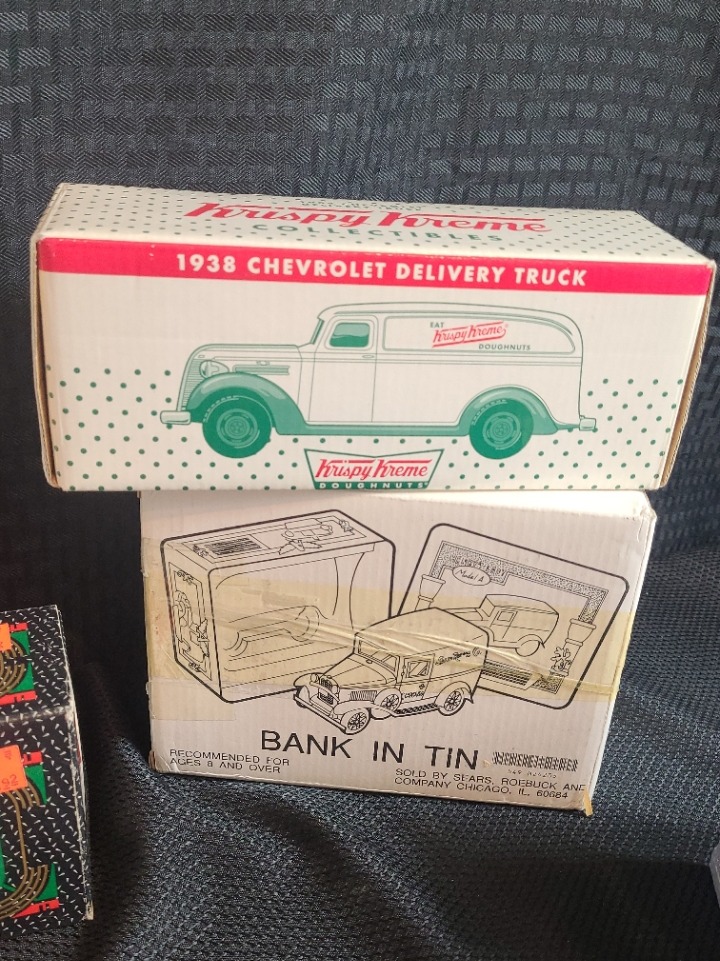 Krispy Kreme
COLLECTIBLES
1938 CHEVROLET DELIVERY TRUCK
EAT
Krispy Kreme
DOUGHNUTS
Krispy Kreme
DOUGHNUTS
Model A
BANK IN TIN
RECOMMENDED FOR
AGES 8 AND OVER
SOLD BY SEARS, ROEBUCK AND
COMPANY CHICAGO, IL. 60684